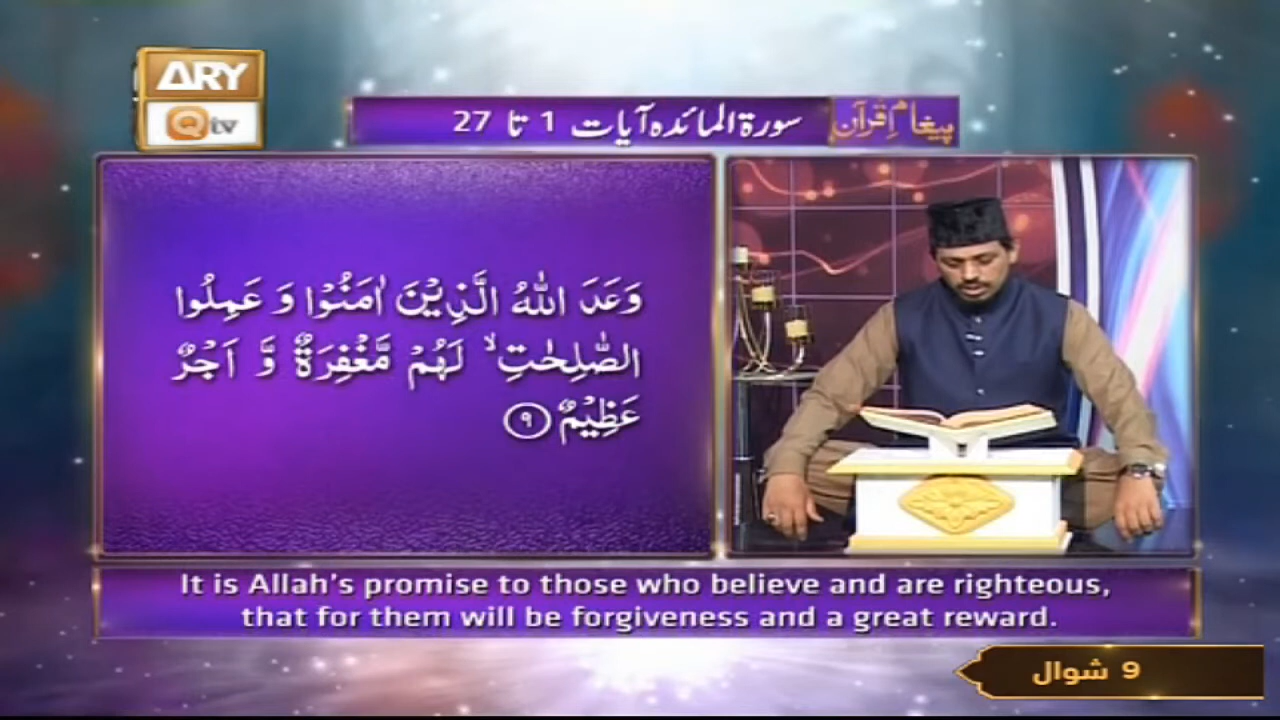 ARY
Qtv
پیغامِ قرآن
سورۃ المائدہ آیات 1 تا 27
وَعَدَ اللّٰهُ الَّذِیْنَ اٰمَنُوْا وَ عَمِلُوا
الصّٰلِحٰتِۙ لَهُمْ مَّغْفِرَةٌ وَّ اَجْرٌ
عَظِیْمٌ ۹
It is Allah's promise to those who believe and are righteous,
that for them will be forgiveness and a great reward.
9 شوال